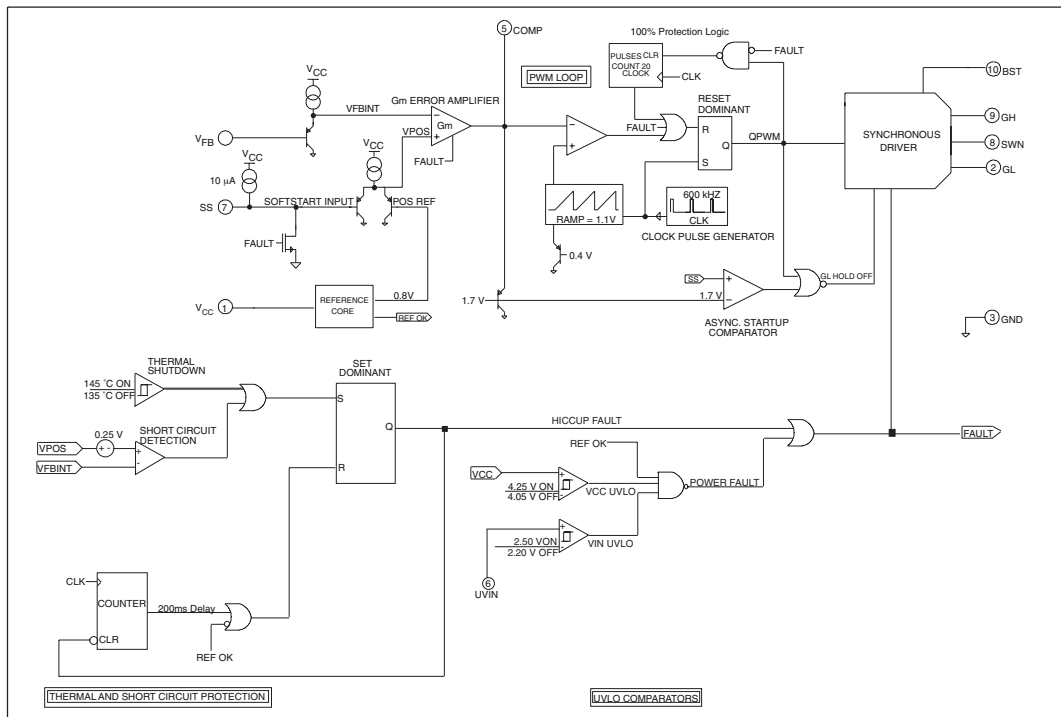 5 COMP
100% Protection Logic
PULSES CLR
COUNT 20
CLOCK
FAULT
CLK
PWM LOOP
10 BST
VCC
Gm ERROR AMPLIFIER
VFBINT
Gm
VPOS
FAULT
VFB
VCC
VCC
10 µA
SS 7
SOFTSTART INPUT
POS REF
FAULT
RESET
DOMINANT
FAULT
R
Q
S
QPWM
SYNCHRONOUS
DRIVER
9 GH
8 SWN
2 GL
RAMP = 1.1V
600 kHZ
CLK
CLOCK PULSE GENERATOR
0.4 V
VCC 1
REFERENCE
CORE
0.8V
REF OK
1.7 V
SS
+
1.7 V
–
ASYNC. STARTUP
COMPARATOR
GL HOLD OFF
3 GND
THERMAL
SHUTDOWN
145 ˚C ON
135 ˚C OFF
SET
DOMINANT
S
Q
R
0.25 V
SHORT CIRCUIT
DETECTION
VPOS
+ -
+
VFBINT
-
HICCUP FAULT
FAULT
REF OK
VCC
+
4.25 V ON
4.05 V OFF
-
VCC UVLO
POWER FAULT
+
2.50 VON
2.20 V OFF
-
VIN UVLO
6
UVIN
CLK
COUNTER
200ms Delay
CLR
REF OK
THERMAL AND SHORT CIRCUIT PROTECTION
UVLO COMPARATORS